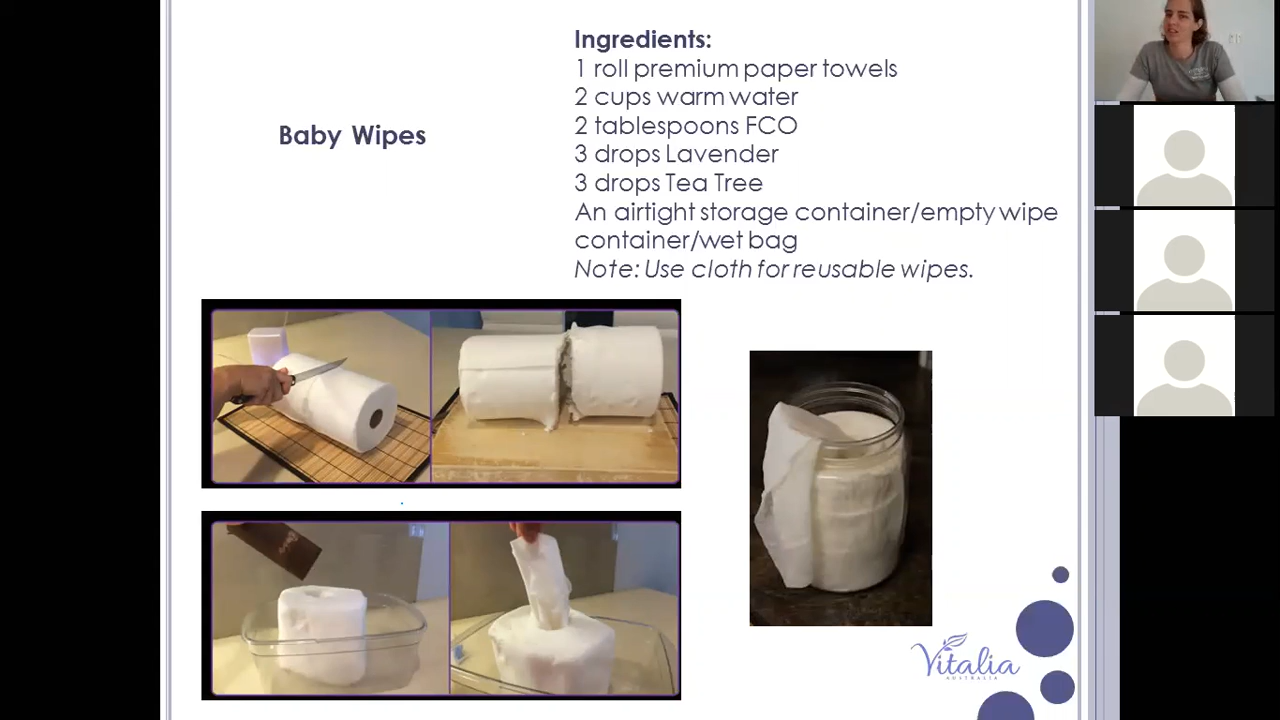 Baby Wipes
Ingredients:
1 roll premium paper towels
2 cups warm water
2 tablespoons FCO
3 drops Lavender
3 drops Tea Tree
An airtight storage container/empty wipe
container/wet bag
Note: Use cloth for reusable wipes.
Vitalia
AUSTRALIA